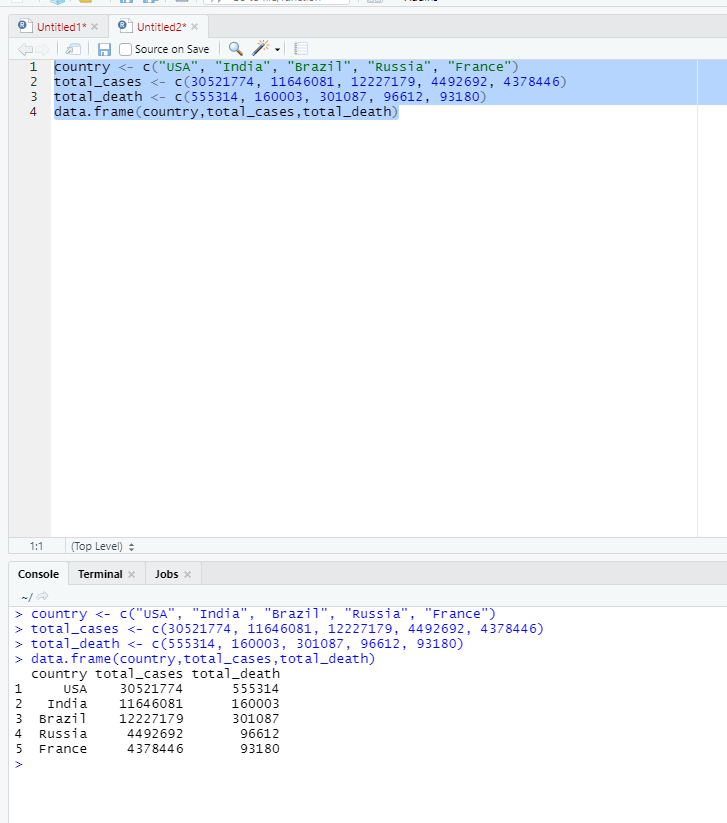 Untitled1* Untitled2*
Source on Save
1 country <- c("USA", "India", "Brazil", "Russia", "France")
2 total_cases <- c(30521774, 11646081, 12227179, 4492692, 4378446)
3 total_death <- c(555314, 160003, 301087, 96612, 93180)
4 data.frame(country,total_cases,total_death)
1:1 (Top Level)
Console Terminal Jobs
~/
> country <- c("USA", "India", "Brazil", "Russia", "France")
> total_cases <- c(30521774, 11646081, 12227179, 4492692, 4378446)
> total_death <- c(555314, 160003, 301087, 96612, 93180)
> data.frame(country,total_cases,total_death)
country total_cases total_death
1 USA 30521774 555314
2 India 11646081 160003
3 Brazil 12227179 301087
4 Russia 4492692 96612
5 France 4378446 93180
>